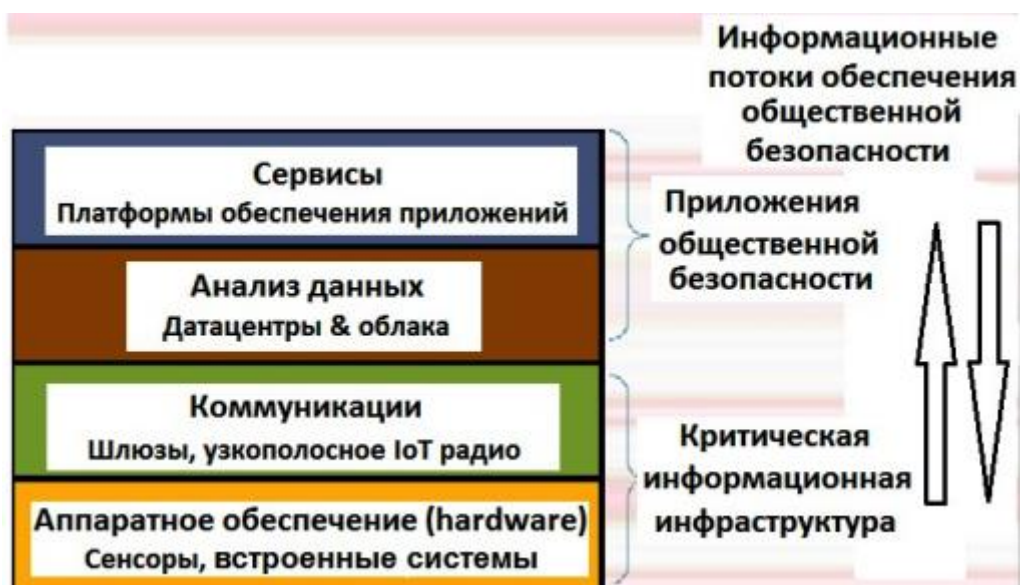 Информационные
потоки обеспечения
общественной
безопасности
Сервисы
Платформы обеспечения приложений
Приложения
общественной
безопасности
Анализ данных
Датацентры & облака
Коммуникации
Шлюзы, узкополосное IoT радио
Критическая
информационная
инфраструктура
Аппаратное обеспечение (hardware)
Сенсоры, встроенные системы